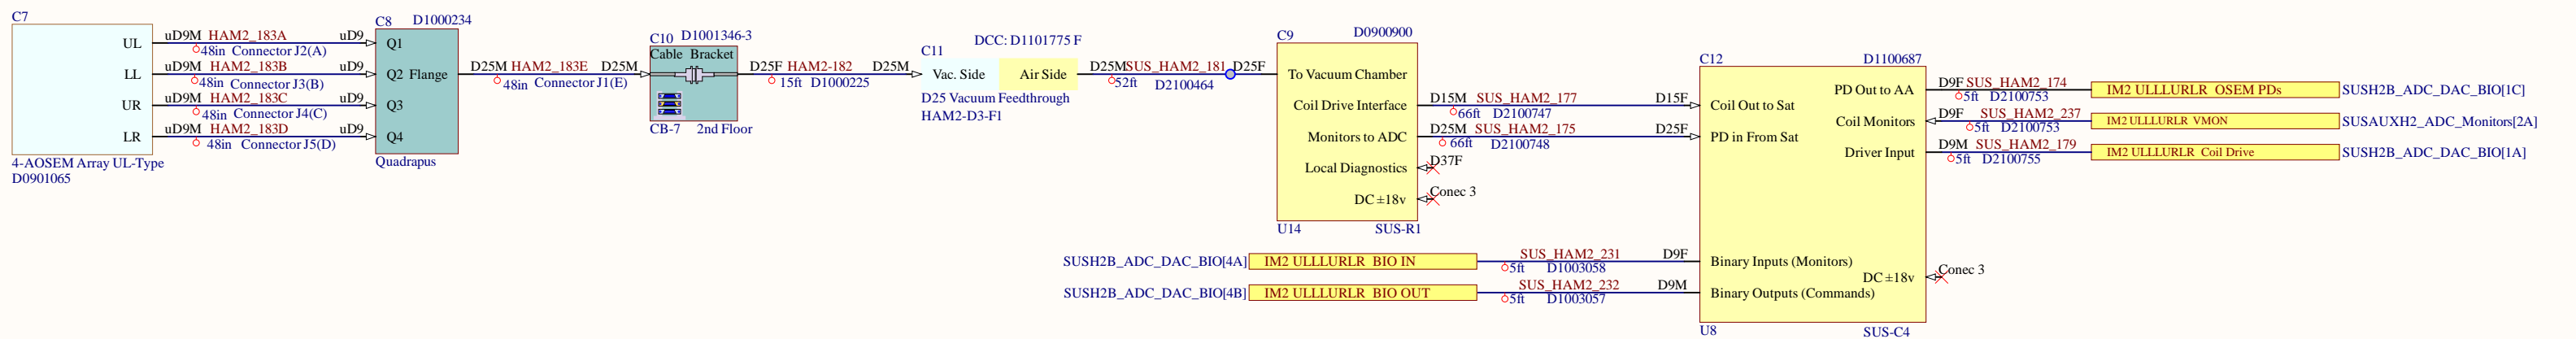 C7
UL
LL
UR
LR
4-AOSEM Array UL-Type
D0901065
uD9M HAM2_183A uD9
48in Connector J2(A)
uD9M HAM2_183B uD9
48in Connector J3(B)
uD9M HAM2_183C uD9
48in Connector J4(C)
uD9M HAM2_183D uD9
48in Connector J5(D)
C8 D1000234
Q1
Q2 Flange
Q3
Q4
Quadrapus
D25M HAM2_183E D25M
48in Connector J1(E)
C10 D1001346-3
Cable Bracket
CB-7 2nd Floor
D25F HAM2-182 D25M
15ft D1000225
DCC: D1101775 F
C11
Vac. Side Air Side
D25 Vacuum Feedthrough
HAM2-D3-F1
D25M SUS_HAM2_181 D25F
52ft D2100464
C9 D0900900
To Vacuum Chamber
Coil Drive Interface
Monitors to ADC
Local Diagnostics
DC ±18v
U14 SUS-R1
D15M SUS_HAM2_177 D15F
66ft D2100747
D25M SUS_HAM2_175 D25F
66ft D2100748
D37F
Conec 3
SUSH2B_ADC_DAC_BIO[4A] IM2 ULLLURLR BIO IN
SUS_HAM2_231 D9F
5ft D1003058
SUSH2B_ADC_DAC_BIO[4B] IM2 ULLLURLR BIO OUT
SUS_HAM2_232 D9M
5ft D1003057
C12 D1100687
PD Out to AA
Coil Out to Sat
Coil Monitors
PD in From Sat
Driver Input
Binary Inputs (Monitors)
DC ±18v
Binary Outputs (Commands)
U8 SUS-C4
D9F SUS_HAM2_174
5ft D2100753
IM2 ULLLURLR OSEM PDs SUSH2B_ADC_DAC_BIO[1C]
D9F SUS_HAM2_237
5ft D2100753
IM2 ULLLURLR VMON SUSAUXH2_ADC_Monitors[2A]
D9M SUS_HAM2_179
5ft D2100755
IM2 ULLLURLR Coil Drive SUSH2B_ADC_DAC_BIO[1A]
Conec 3